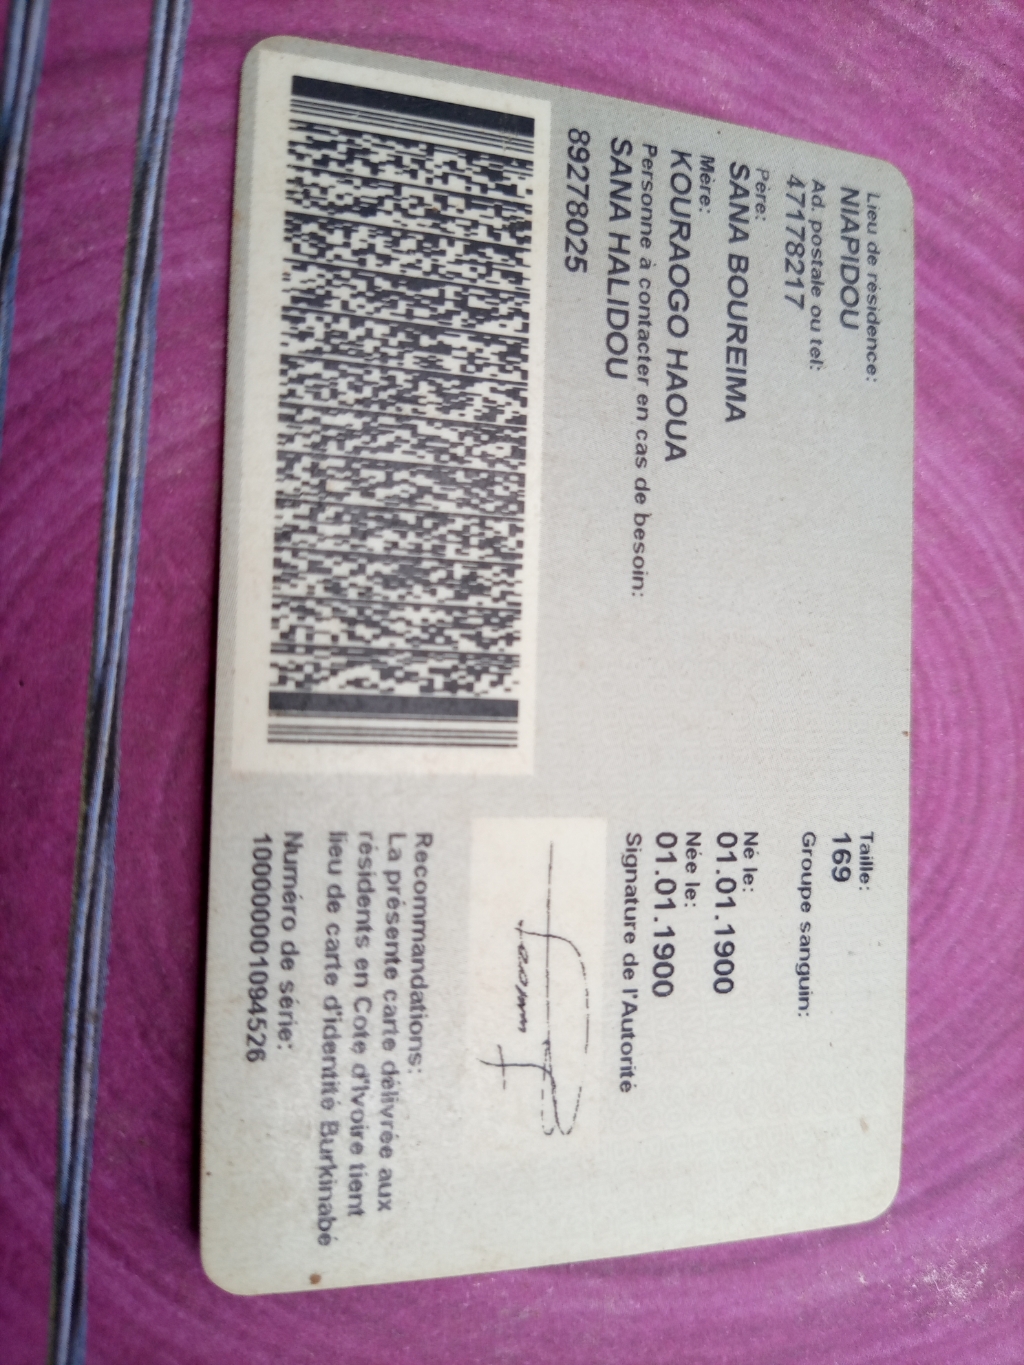 Lieu de résidence:
NIAPIDOU
Ad. postale ou tel:
47178217
Père:
SANA BOUREIMA
Mère:
KOURAOGO HAOUA
Personne à contacter en cas de besoin:
SANA HALIDOU
89278025
Taille:
169
Groupe sanguin:
Né le:
01.01.1900
Née le:
01.01.1900
Signature de l'Autorité
Recommandations:
La présente carte délivrée aux
résidents en Cote d'Ivoire tient
lieu de carte d'identité Burkinabé
Numéro de série:
1000000001094526